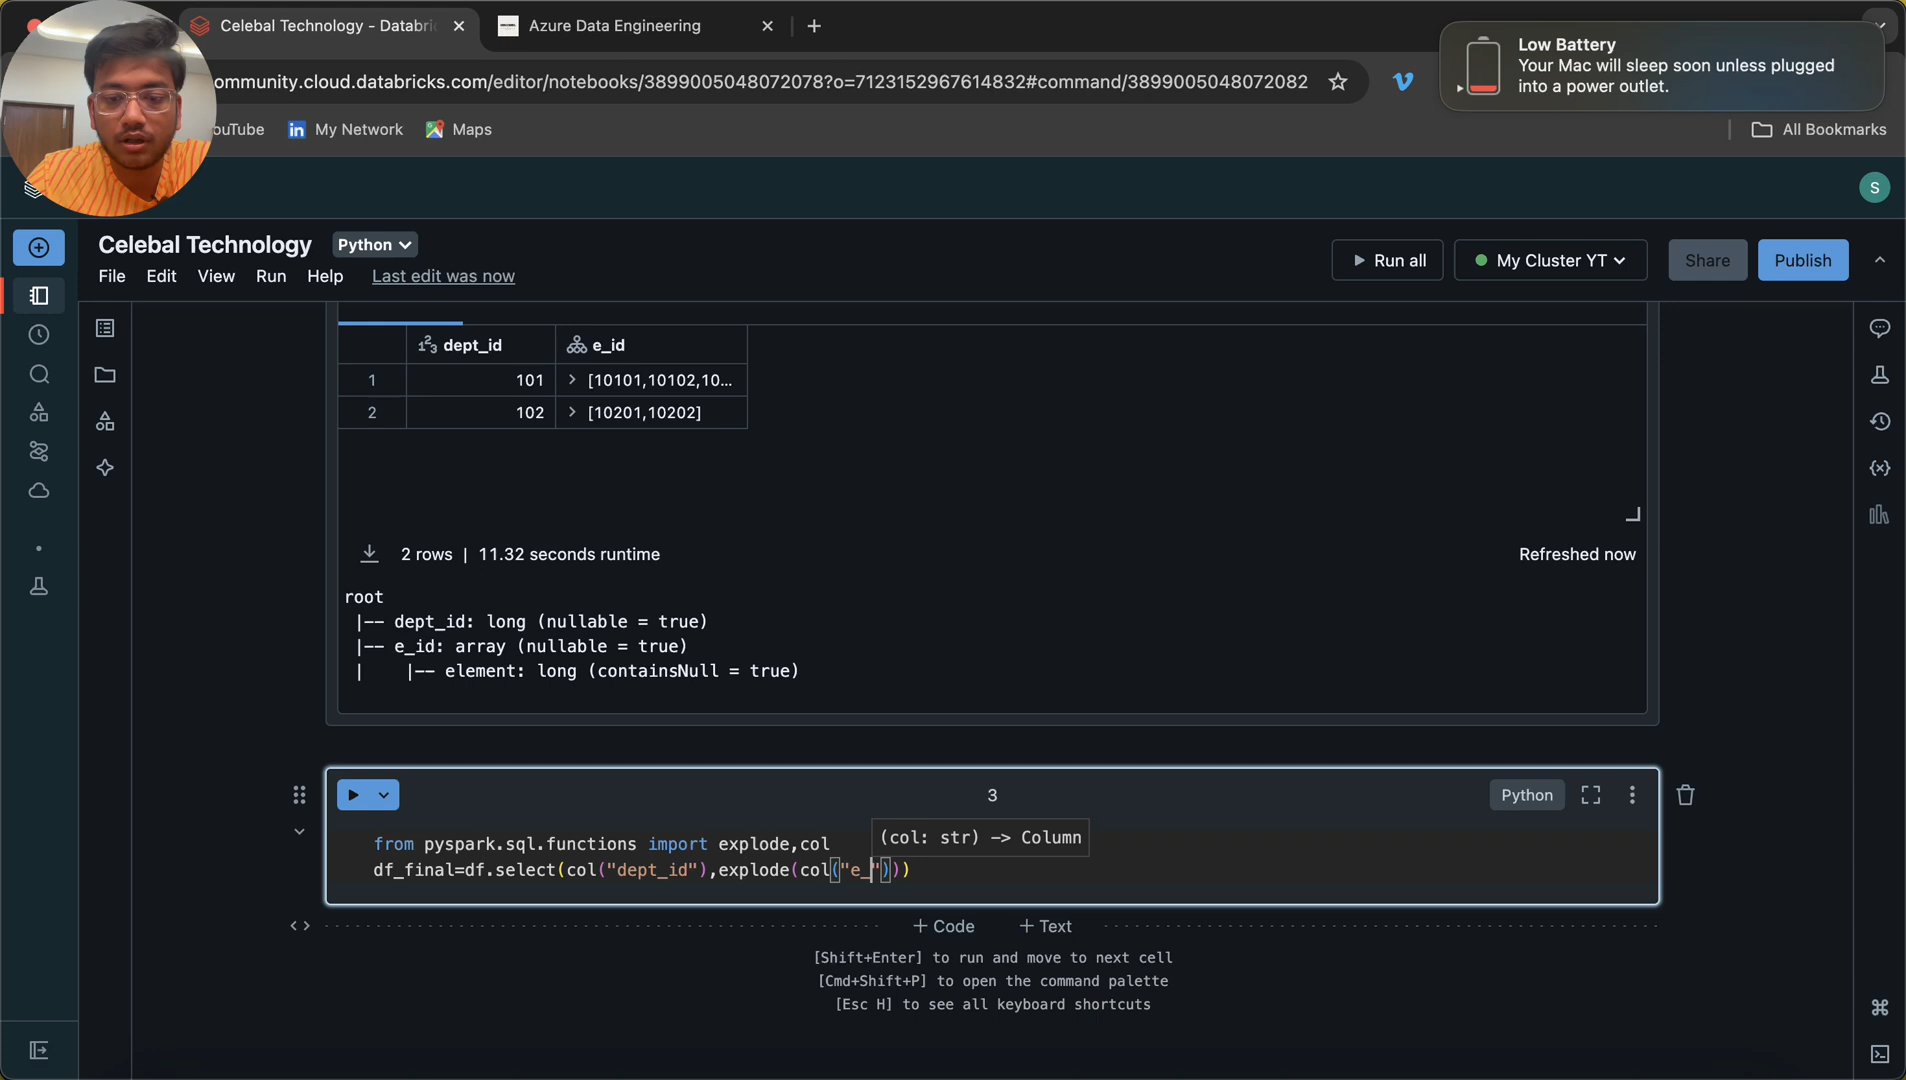 Celebal Technology - Databric
Azure Data Engineering
Low Battery
Your Mac will sleep soon unless plugged
into a power outlet.
ommunity.cloud.databricks.com/editor/notebooks/3899005048072078?o=7123152967614832#command/3899005048072082
ouTube
in
My Network
Maps
All Bookmarks
S
Celebal Technology
Python
File
Edit
View
Run
Help
Last edit was now
Run all
My Cluster YT
Share
Publish
dept_id
e_id
1
101
[10101,10102,10...
2
102
[10201,10202]
2 rows | 11.32 seconds runtime
Refreshed now
root
|-- dept_id: long (nullable = true)
|-- e_id: array (nullable = true)
| |-- element: long (containsNull = true)
3
Python
(col: str) -> Column
from pyspark.sql.functions import explode,col
df_final=df.select(col("dept_id"),explode(col("e_")))
+ Code
+ Text
[Shift+Enter] to run and move to next cell
[Cmd+Shift+P] to open the command palette
[Esc H] to see all keyboard shortcuts